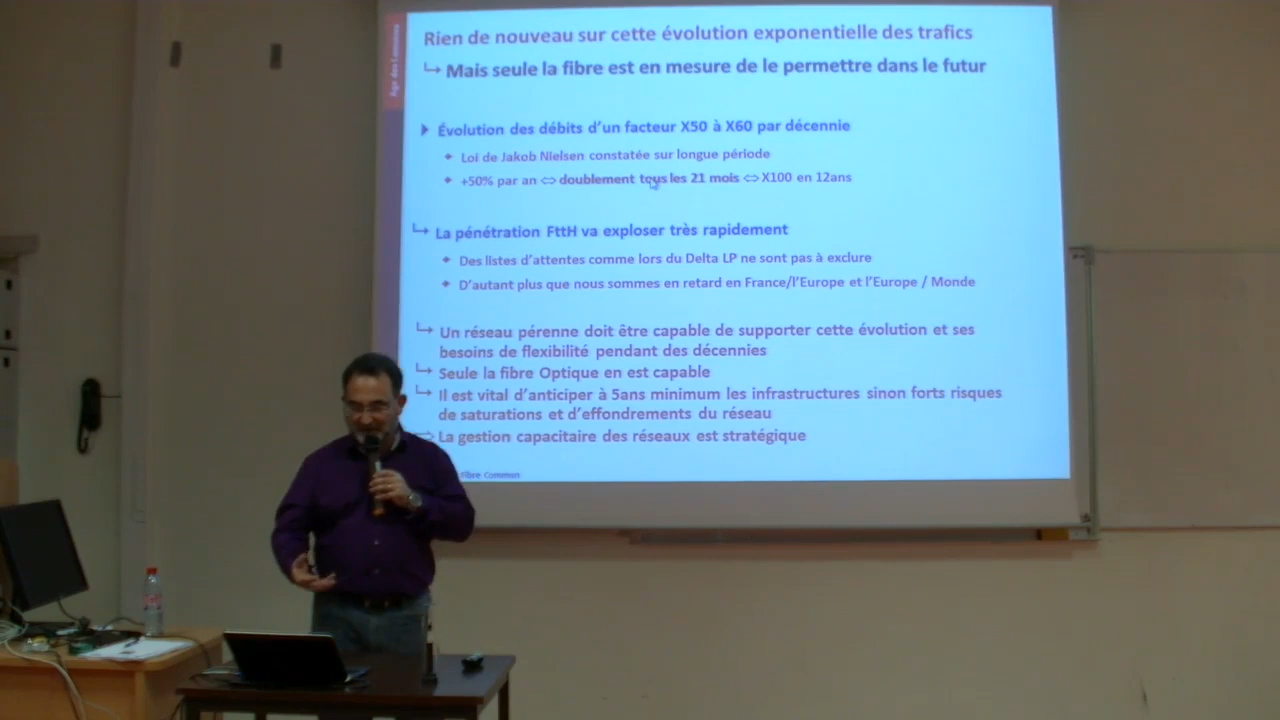 Age des Lumières
Rien de nouveau sur cette évolution exponentielle des trafics
↳ Mais seule la fibre est en mesure de le permettre dans le futur
Évolution des débits d'un facteur X50 à X60 par décennie
Loi de Jakob Nielsen constatée sur longue période
+50% par an ⇔ doublement tous les 21 mois ⇔ X100 en 12ans
↳ La pénétration FttH va exploser très rapidement
Des listes d'attentes comme lors du Delta LP ne sont pas à exclure
D'autant plus que nous sommes en retard en France/l'Europe et l'Europe / Monde
↳ Un réseau pérenne doit être capable de supporter cette évolution et ses
besoins de flexibilité pendant des décennies
↳ Seule la fibre Optique en est capable
↳ Il est vital d'anticiper à 5ans minimum les infrastructures sinon forts risques
de saturations et d'effondrements du réseau
⇨ La gestion capacitaire des réseaux est stratégique
Fibre Commun